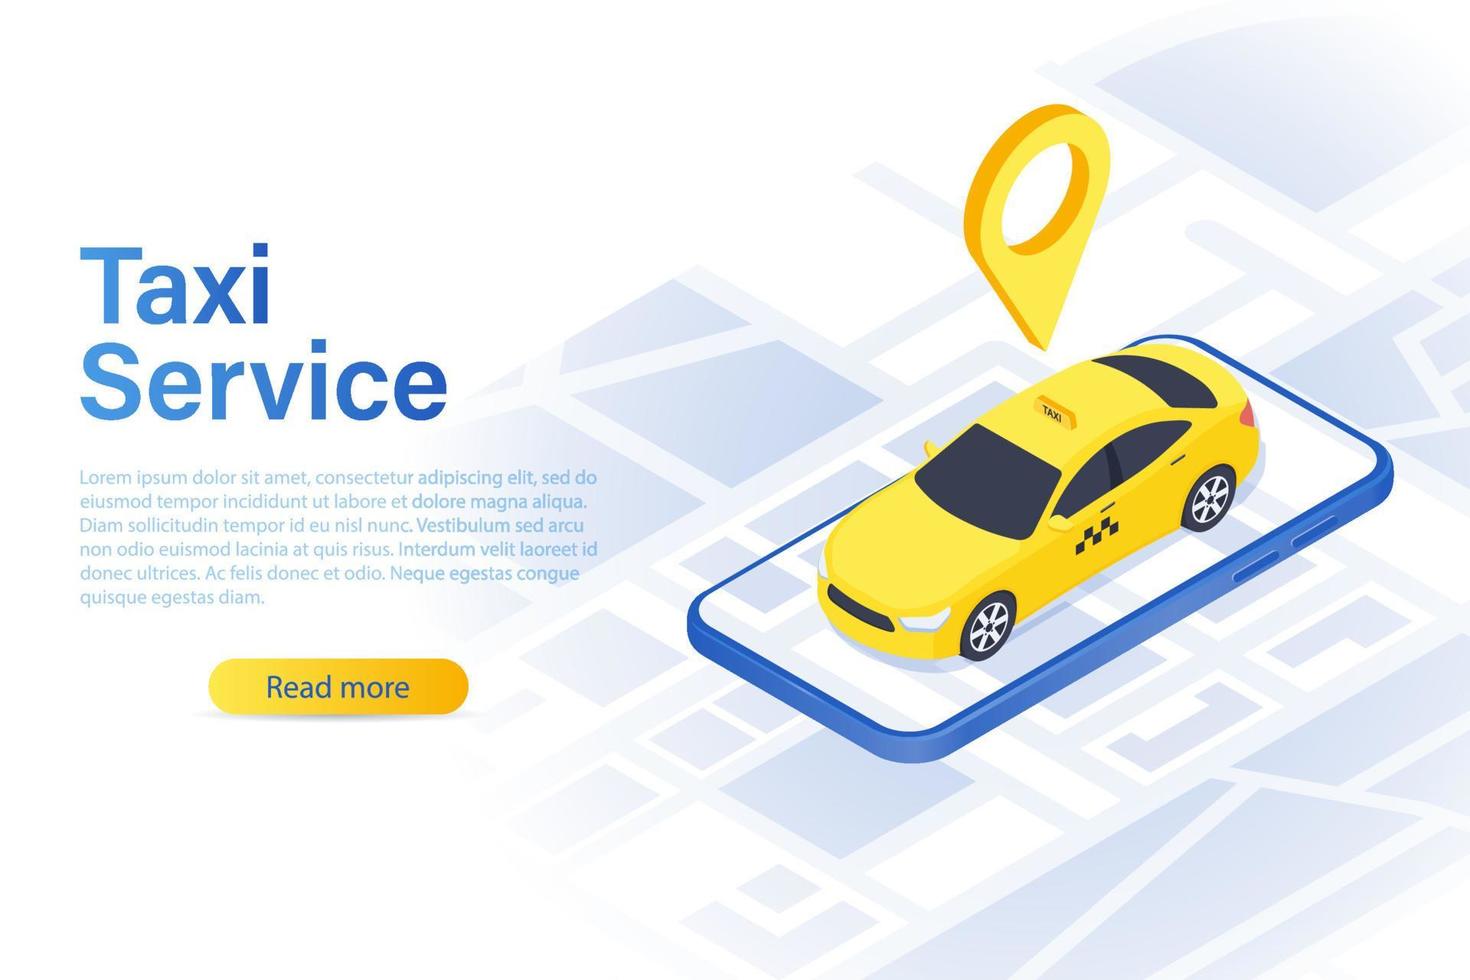 Taxi
Service
Lorem ipsum dolor sit amet, consectetur adipiscing elit, sed do
eiusmod tempor incididunt ut labore et dolore magna aliqua.
Diam sollicitudin tempor id eu nisl nunc. Vestibulum sed arcu
non odio euismod lacinia at quis risus. Interdum velit laoreet id
donec ultrices. Ac felis donec et odio. Neque egestas congue
quisque egestas diam.
Read more
TAXI